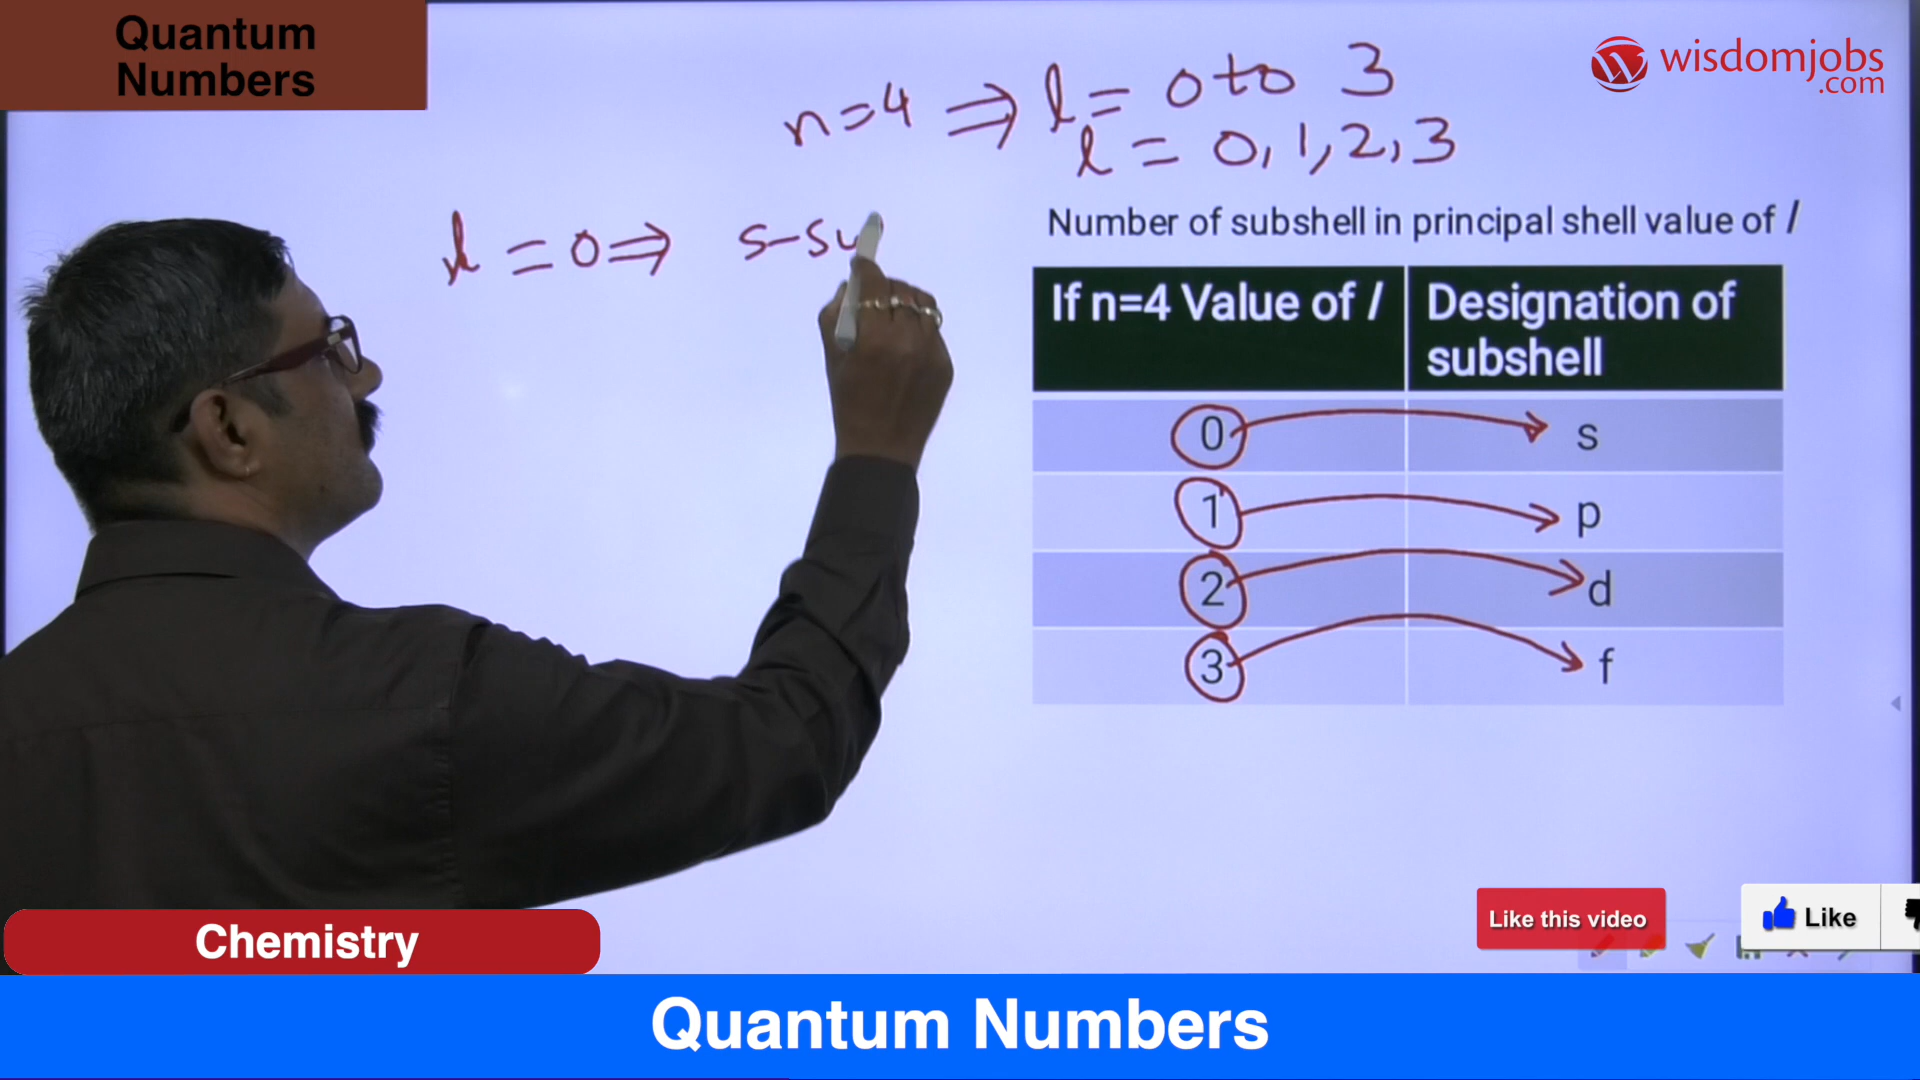 Quantum
Numbers
wisdomjobs
.com
n=4 ⇒ l = 0 to 3
l = 0, 1, 2, 3
l = 0 ⇒ s-su
Number of subshell in principal shell value of l
If n=4 Value of l
Designation of
subshell
0 s
1 p
2 d
3 f
Like this video
Like
Chemistry
Quantum Numbers